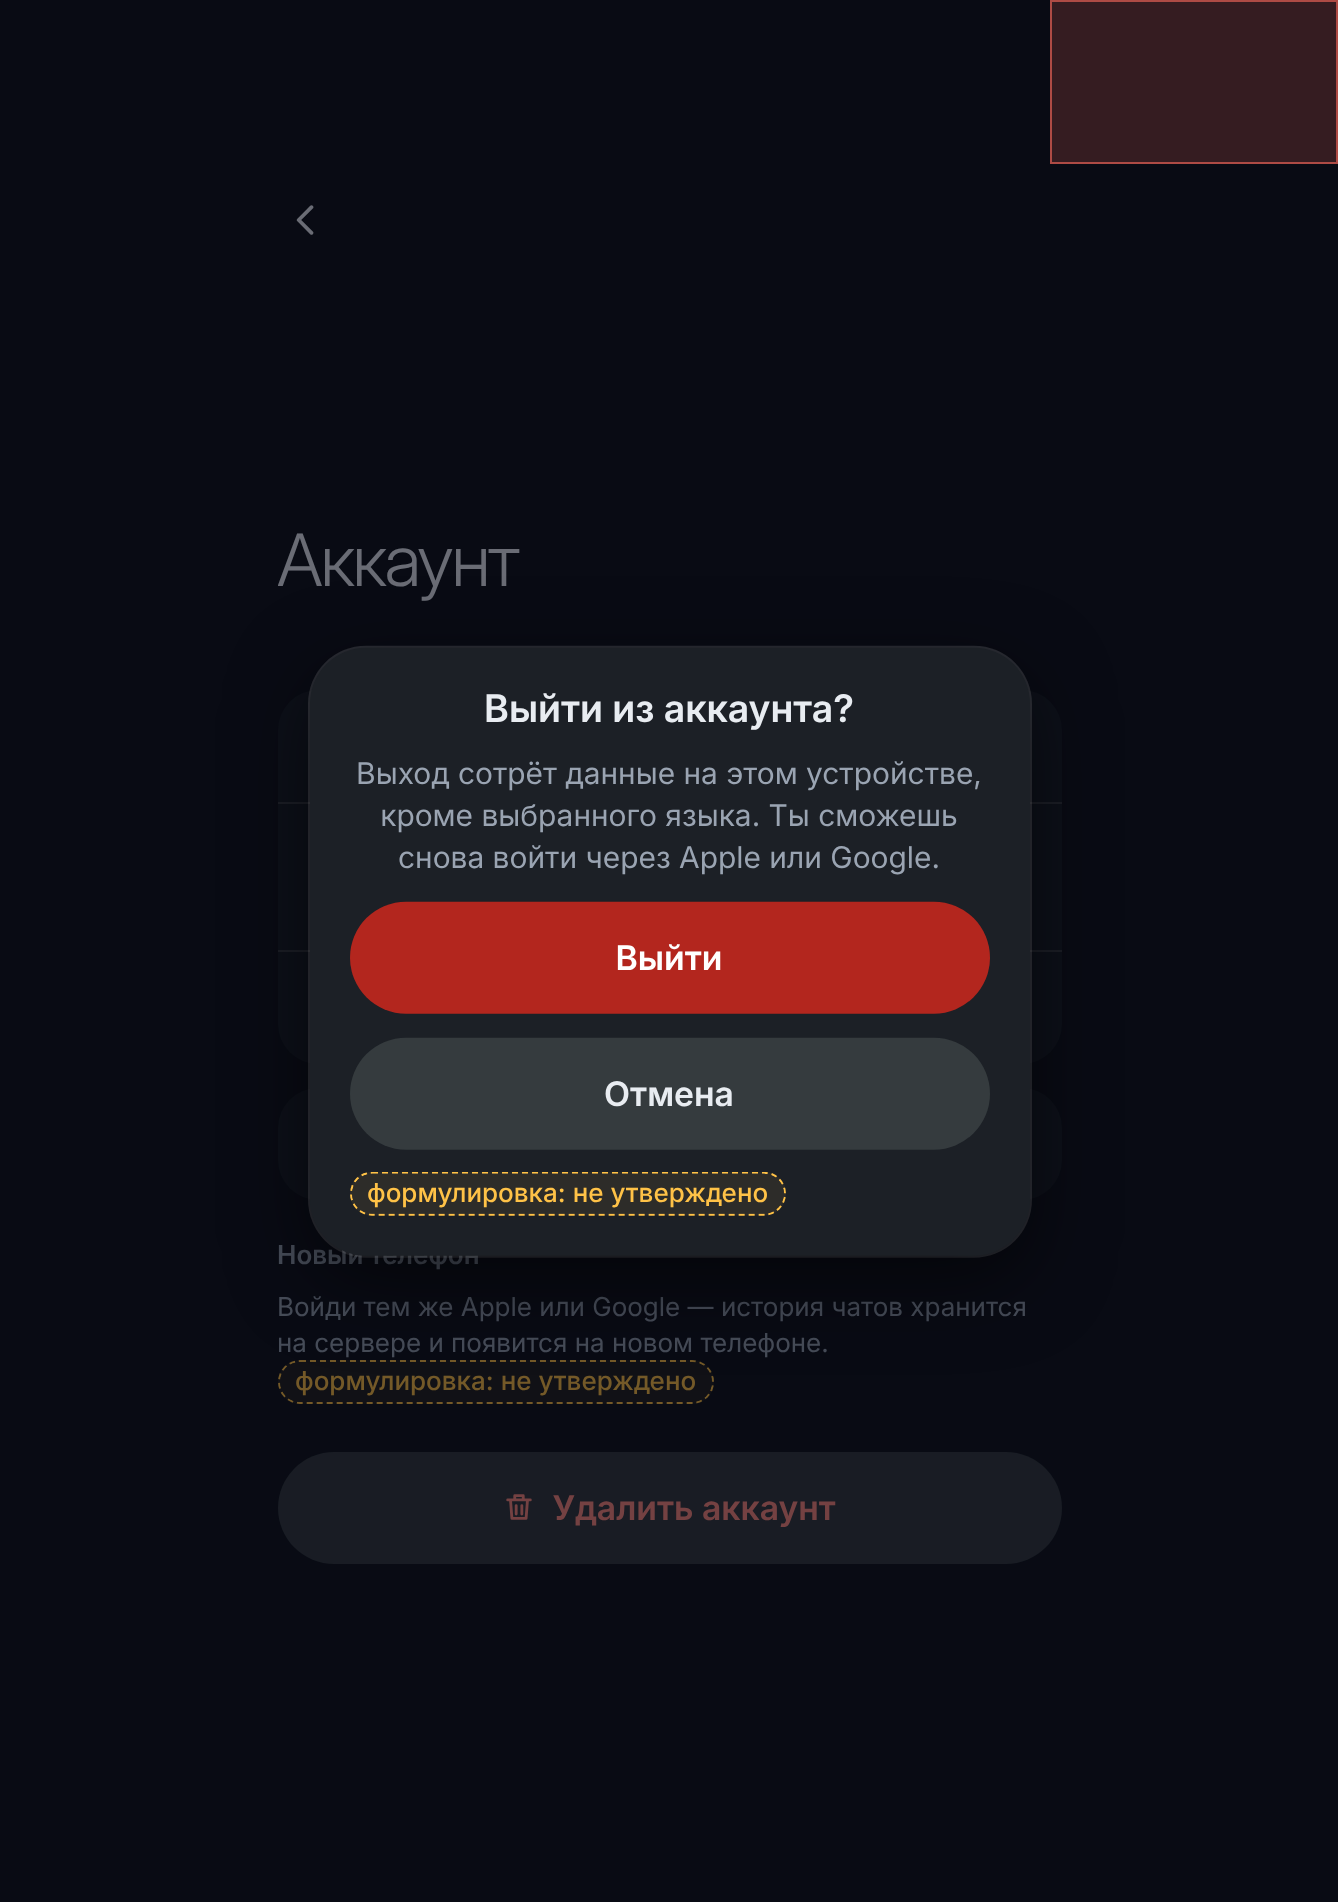 Аккаунт
Выйти из аккаунта?
Выход сотрёт данные на этом устройстве,
кроме выбранного языка. Ты сможешь
снова войти через Apple или Google.
Выйти
Отмена
формулировка: не утверждено
Новый телефон
Войди тем же Apple или Google — история чатов хранится
на сервере и появится на новом телефоне.
формулировка: не утверждено
Удалить аккаунт